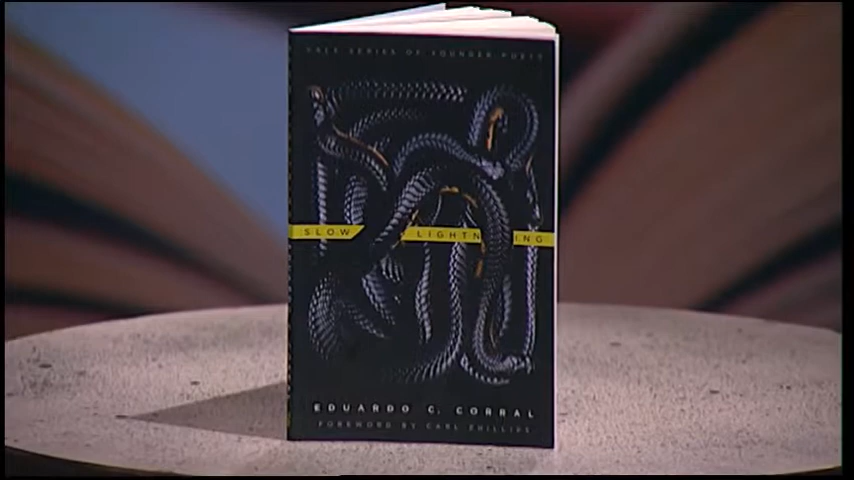 YALE SERIES OF YOUNGER POETS
SLOW LIGHTNING
EDUARDO C. CORRAL
FOREWORD BY CARL PHILLIPS